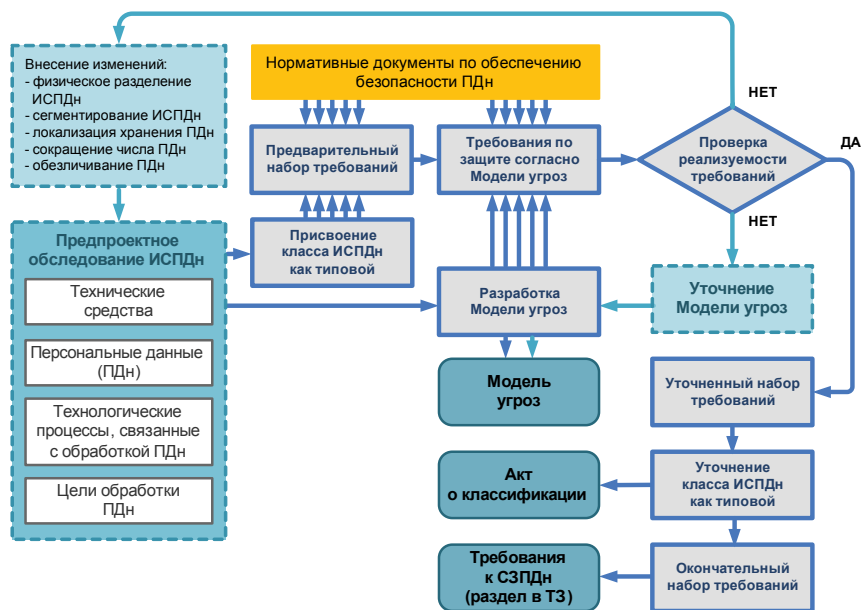 Внесение изменений:
- физическое разделение
ИСПДн
- сегментирование ИСПДн
- локализация хранения ПДн
- сокращение числа ПДн
- обезличивание ПДн
Нормативные документы по обеспечению
безопасности ПДн
НЕТ
ДА
Предварительный
набор требований
Требования по
защите согласно
Модели угроз
Проверка
реализуемости
требований
НЕТ
Предпроектное
обследование ИСПДн
Технические
средства
Персональные данные
(ПДн)
Технологические
процессы, связанные
с обработкой ПДн
Цели обработки
ПДн
Присвоение
класса ИСПДн
как типовой
Разработка
Модели угроз
Уточнение
Модели угроз
Модель
угроз
Уточненный набор
требований
Акт
о классификации
Уточнение
класса ИСПДн
как типовой
Требования
к СЗПДн
(раздел в ТЗ)
Окончательный
набор требований